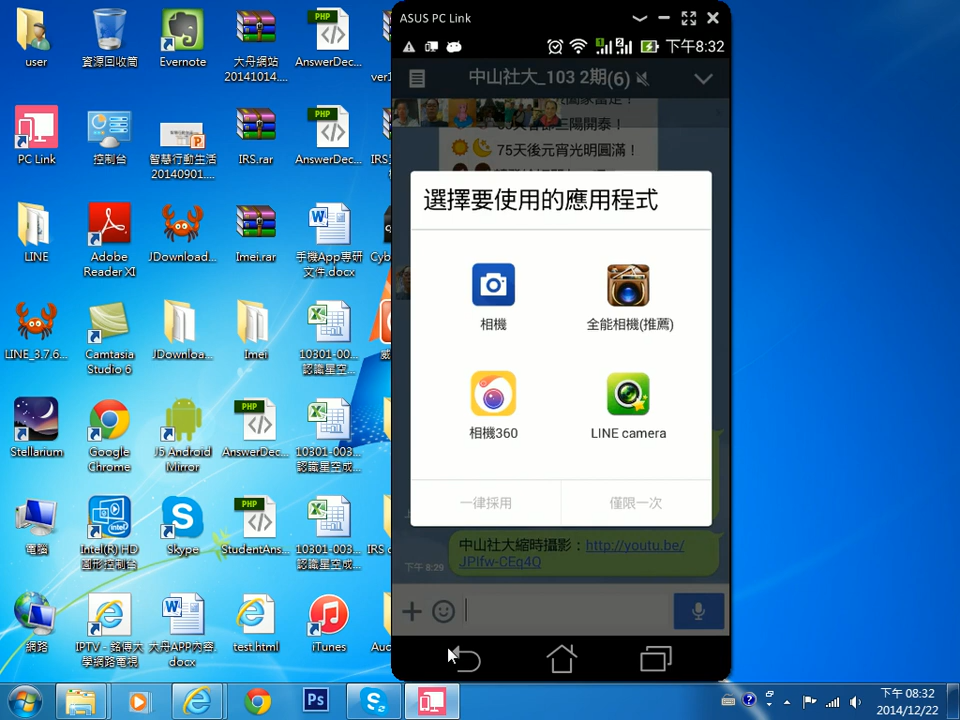 user
資源回收筒
Evernote
大舟網站
20141014....
AnswerDec...
PC Link
控制台
智慧行動生活
20140901....
IRS.rar
AnswerDec...
LINE
Adobe
Reader XI
JDownload...
Imei.rar
手機App專研
文件.docx
LINE_3.7.6...
Camtasia
Studio 6
JDownloa...
Imei
10301-00...
認識星空...
Stellarium
Google
Chrome
J5 Android
Mirror
AnswerDec...
10301-003...
認識星空成...
電腦
Intel(R) HD
圖形控制台
Skype
StudentAns...
10301-003...
認識星空...
網路
IPTV - 銘傳大
學網路電視
大舟APP內容.
docx
test.html
iTunes
ASUS PC Link
下午8:32
中山社大_103 2期(6)
三陽開泰！
75天後元宵光明圓滿！
選擇要使用的應用程式
相機
全能相機(推薦)
相機360
LINE camera
一律採用
僅限一次
中山社大縮時攝影：http://youtu.be/
JPIfw-CEq4Q
下午 8:29
下午 08:32
2014/12/22